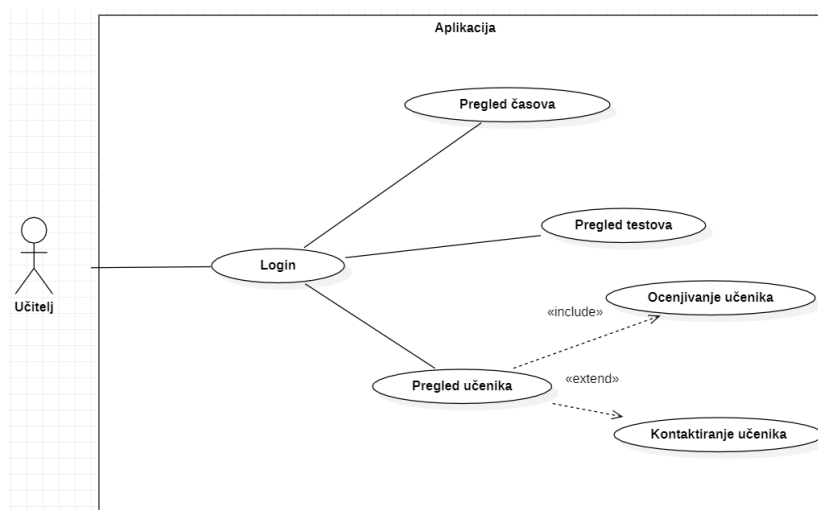 Aplikacija
Pregled časova
Pregled testova
Login
Učitelj
Ocenjivanje učenika
«include»
Pregled učenika
«extend»
Kontaktiranje učenika